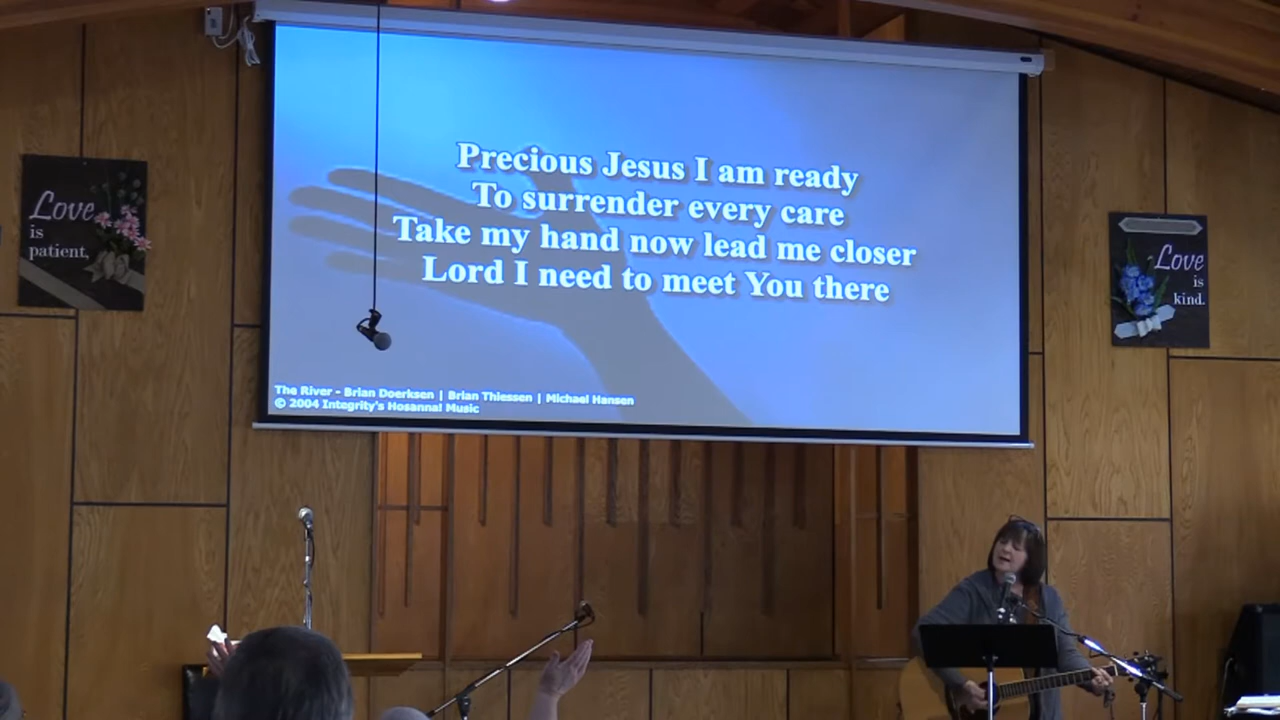 Precious Jesus I am ready
To surrender every care
Take my hand now lead me closer
Lord I need to meet You there
The River - Brian Doerksen | Brian Thiessen | Michael Hansen
© 2004 Integrity's Hosanna! Music
Love
is
patient,
Love
is
kind.